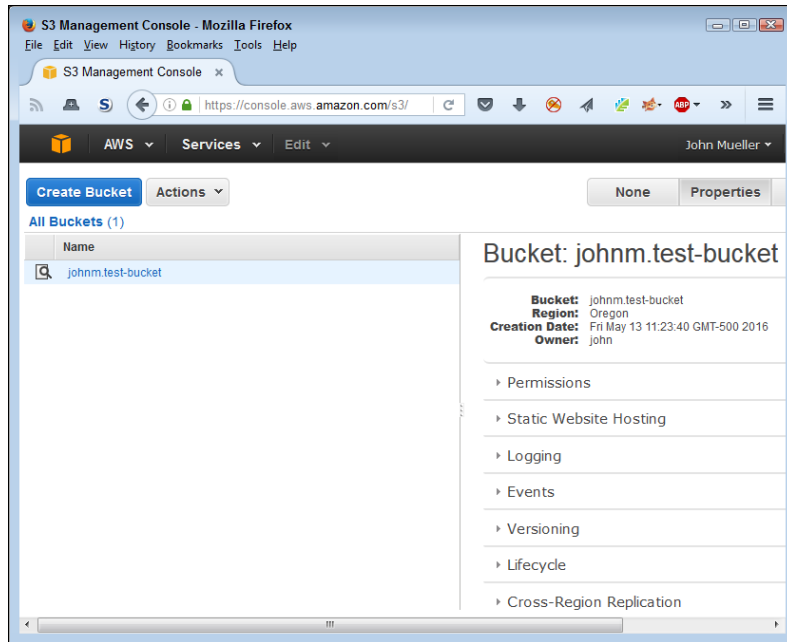 S3 Management Console - Mozilla Firefox
File Edit View History Bookmarks Tools Help
S3 Management Console ×
S https://console.aws.amazon.com/s3/ ABP »
AWS Services Edit John Mueller
Create Bucket Actions None Properties
All Buckets (1)
Name
johnm.test-bucket
Bucket: johnm.test-bucket
Bucket: johnm.test-bucket
Region: Oregon
Creation Date: Fri May 13 11:23:40 GMT-500 2016
Owner: john
Permissions
Static Website Hosting
Logging
Events
Versioning
Lifecycle
Cross-Region Replication